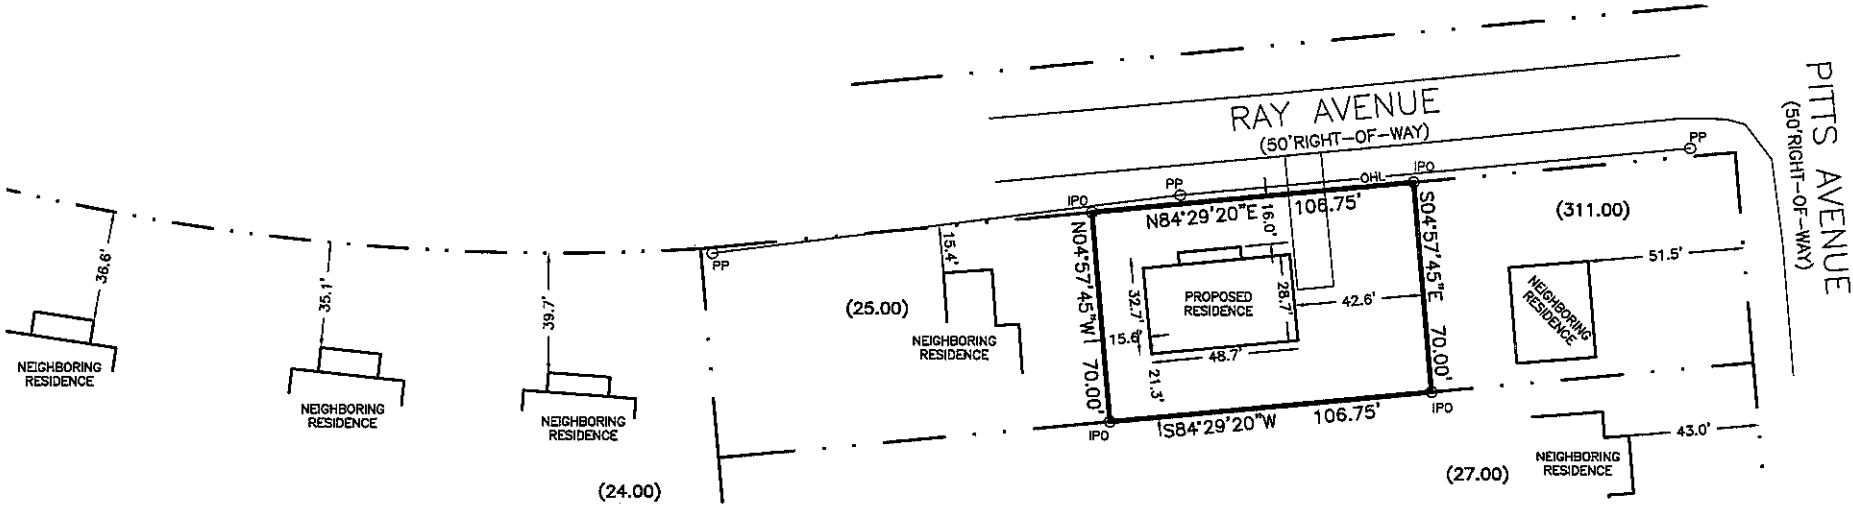 RAY AVENUE
(50'RIGHT-OF-WAY)
PITTS AVENUE
(50'RIGHT-OF-WAY)
PP
IPO
OHL
PP
IPO
N84°29'20"E
106.75'
16.0'
S04°57'45"E
70.00'
(311.00)
51.5'
NEIGHBORING
RESIDENCE
36.6'
35.1'
39.7'
PP
15.4'
(25.00)
N04°57'45"W
70.00'
32.7'
28.7'
PROPOSED
RESIDENCE
42.6'
15.6'
48.7'
21.3'
NEIGHBORING
RESIDENCE
NEIGHBORING
RESIDENCE
NEIGHBORING
RESIDENCE
NEIGHBORING
RESIDENCE
IPO
S84°29'20"W
106.75'
IPO
43.0'
NEIGHBORING
RESIDENCE
(24.00)
(27.00)